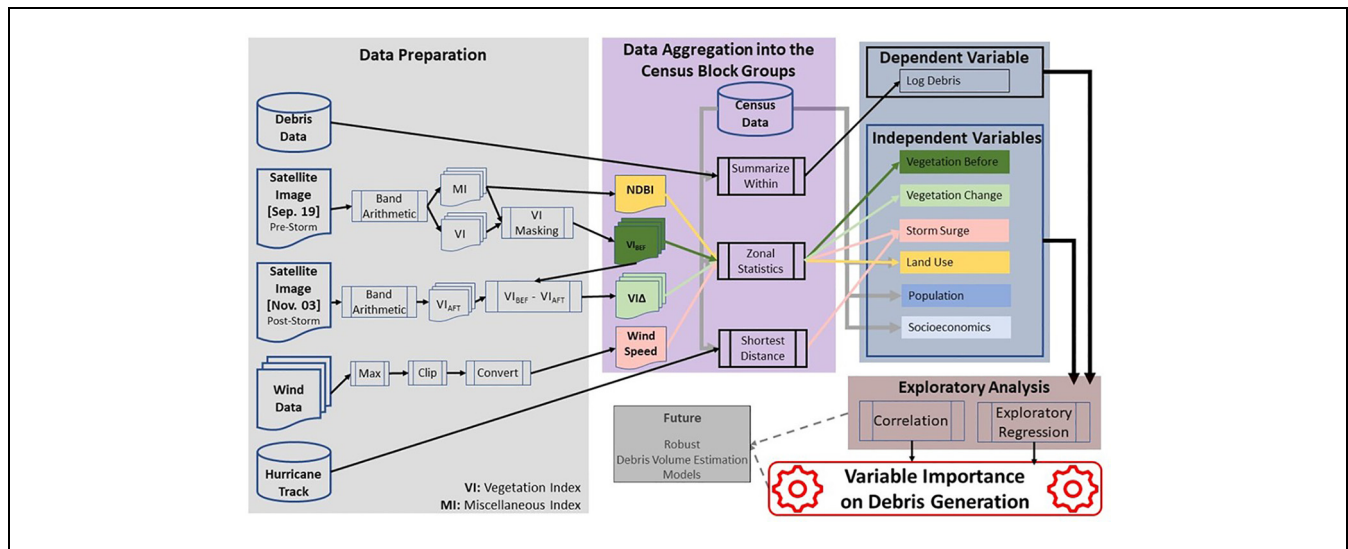 Data Preparation
Debris
Data
Satellite
Image
[Sep. 19]
Pre-Storm
Band
Arithmetic
MI
VI
VI
Masking
Satellite
Image
[Nov. 03]
Post-Storm
Band
Arithmetic
VIAFT
VIBEF - VIAFT
Wind
Data
Max
Clip
Convert
Hurricane
Track
VI: Vegetation Index
MI: Miscellaneous Index
Data Aggregation into the
Census Block Groups
Census
Data
Summarize
Within
NDBI
VIBEF
VIΔ
Wind
Speed
Zonal
Statistics
Shortest
Distance
Dependent Variable
Log Debris
Independent Variables
Vegetation Before
Vegetation Change
Storm Surge
Land Use
Population
Socioeconomics
Exploratory Analysis
Correlation
Exploratory
Regression
Future
Robust
Debris Volume Estimation
Models
Variable Importance
on Debris Generation